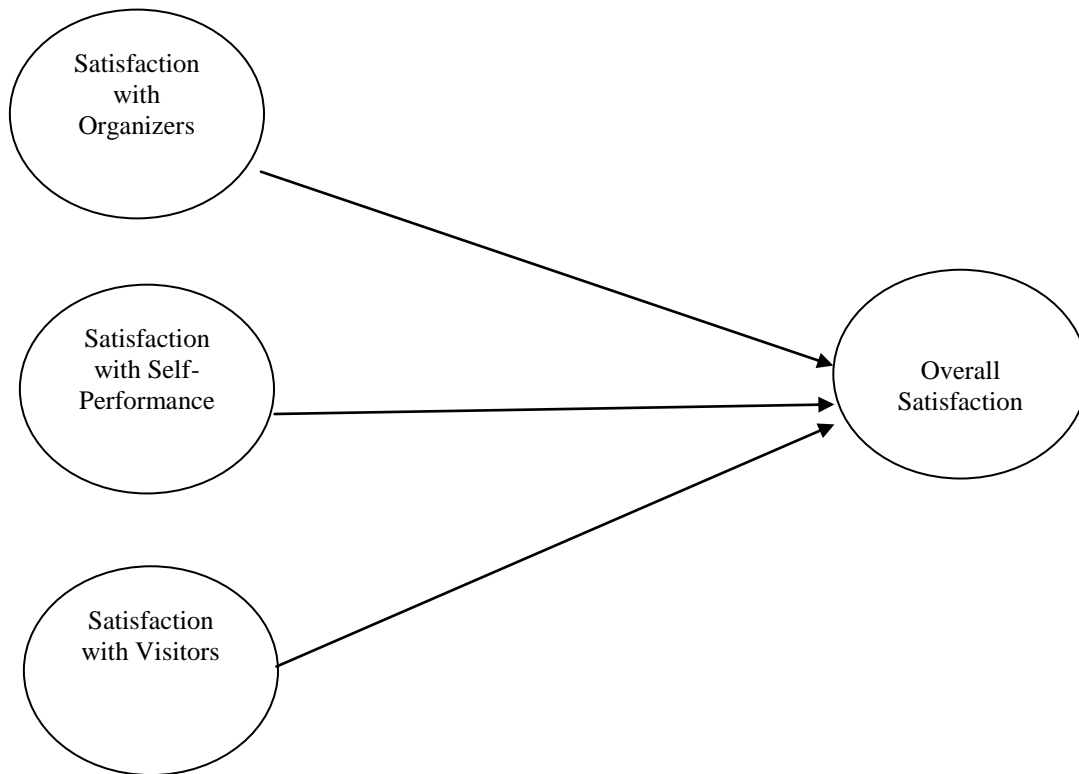 Satisfaction
with
Organizers
Satisfaction
with Self-
Performance
Overall
Satisfaction
Satisfaction
with Visitors